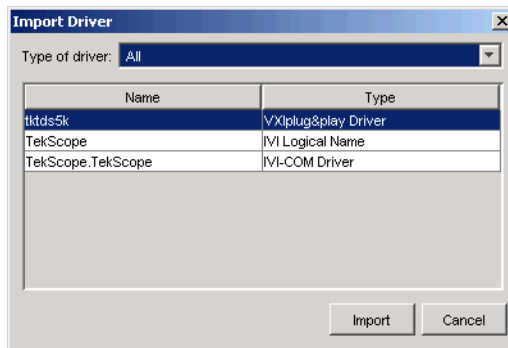 Import Driver
Type of driver: All
Name Type
tktds5k VXIplug&play Driver
TekScope IVI Logical Name
TekScope.TekScope IVI-COM Driver
Import Cancel